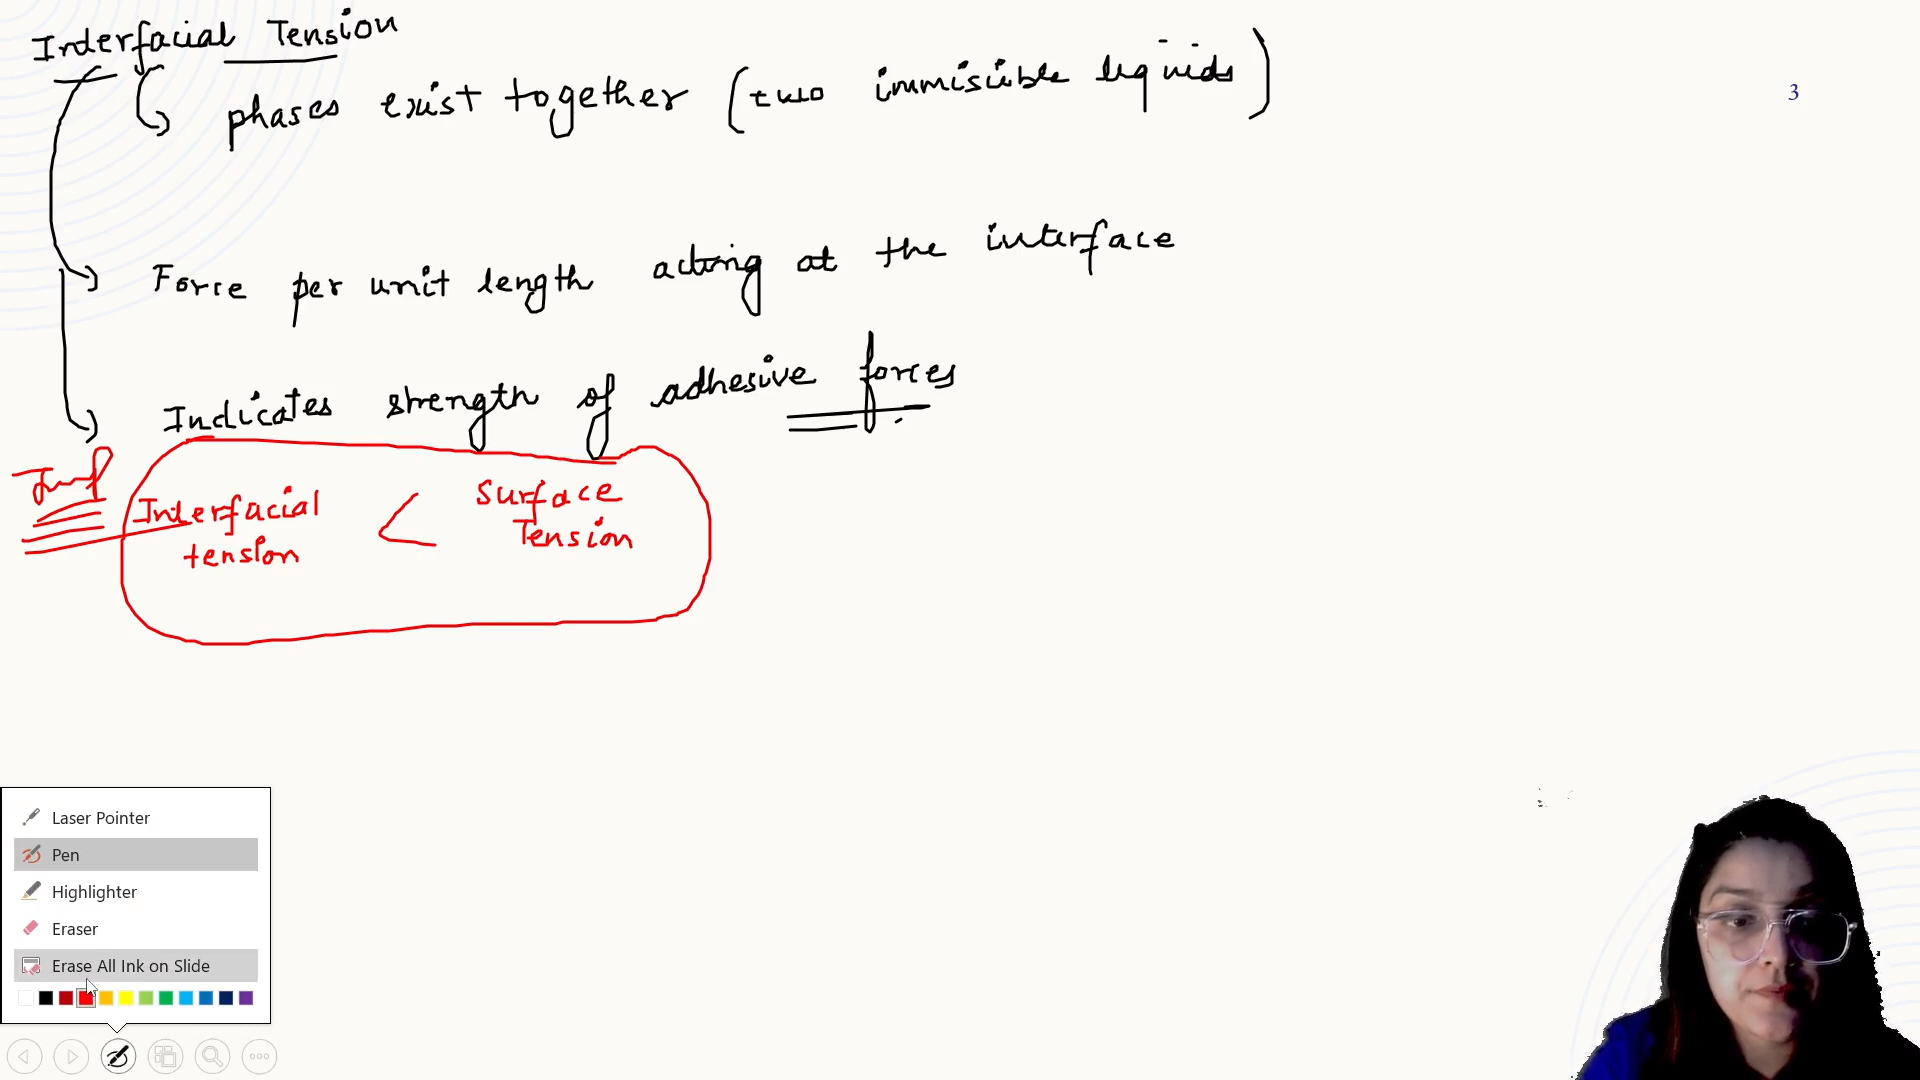 Interfacial Tension
phases exist together (two immiscible liquids)
3
Force per unit length acting at the interface
Indicates strength of adhesive forces
Imp
Interfacial tension < Surface Tension
Laser Pointer
Pen
Highlighter
Eraser
Erase All Ink on Slide